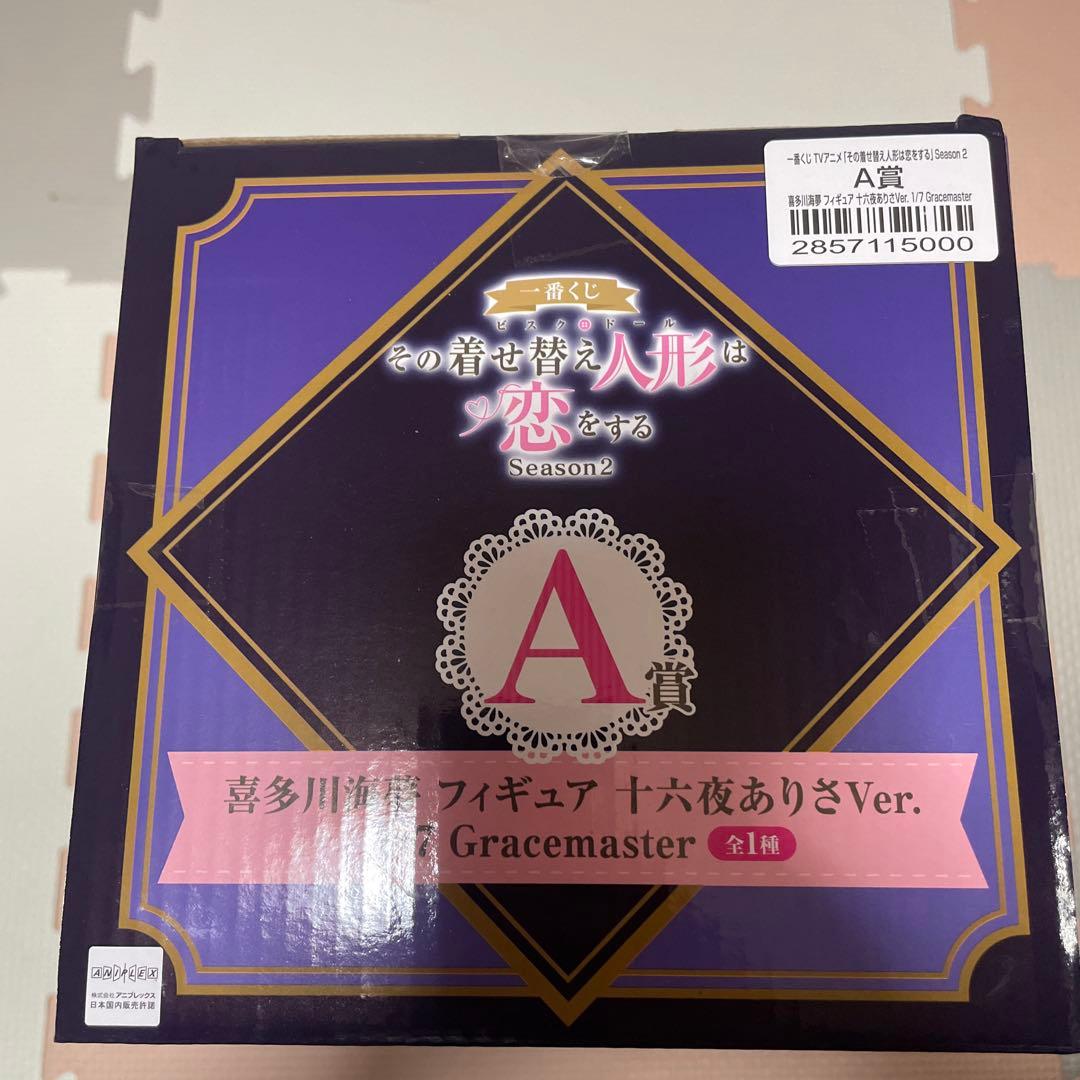 一番くじ TVアニメ「その着せ替え人形は恋をする」Season 2
A賞
喜多川海夢 フィギュア 十六夜ありさVer. 1/7 Gracemaster
2857115000
一番くじ
ビスク・ドール
その着せ替え人形は
恋をする
Season2
A賞
喜多川海夢 フィギュア 十六夜ありさVer.
7 Gracemaster 全1種
ANIPLEX
株式会社アニプレックス
日本国内販売許諾